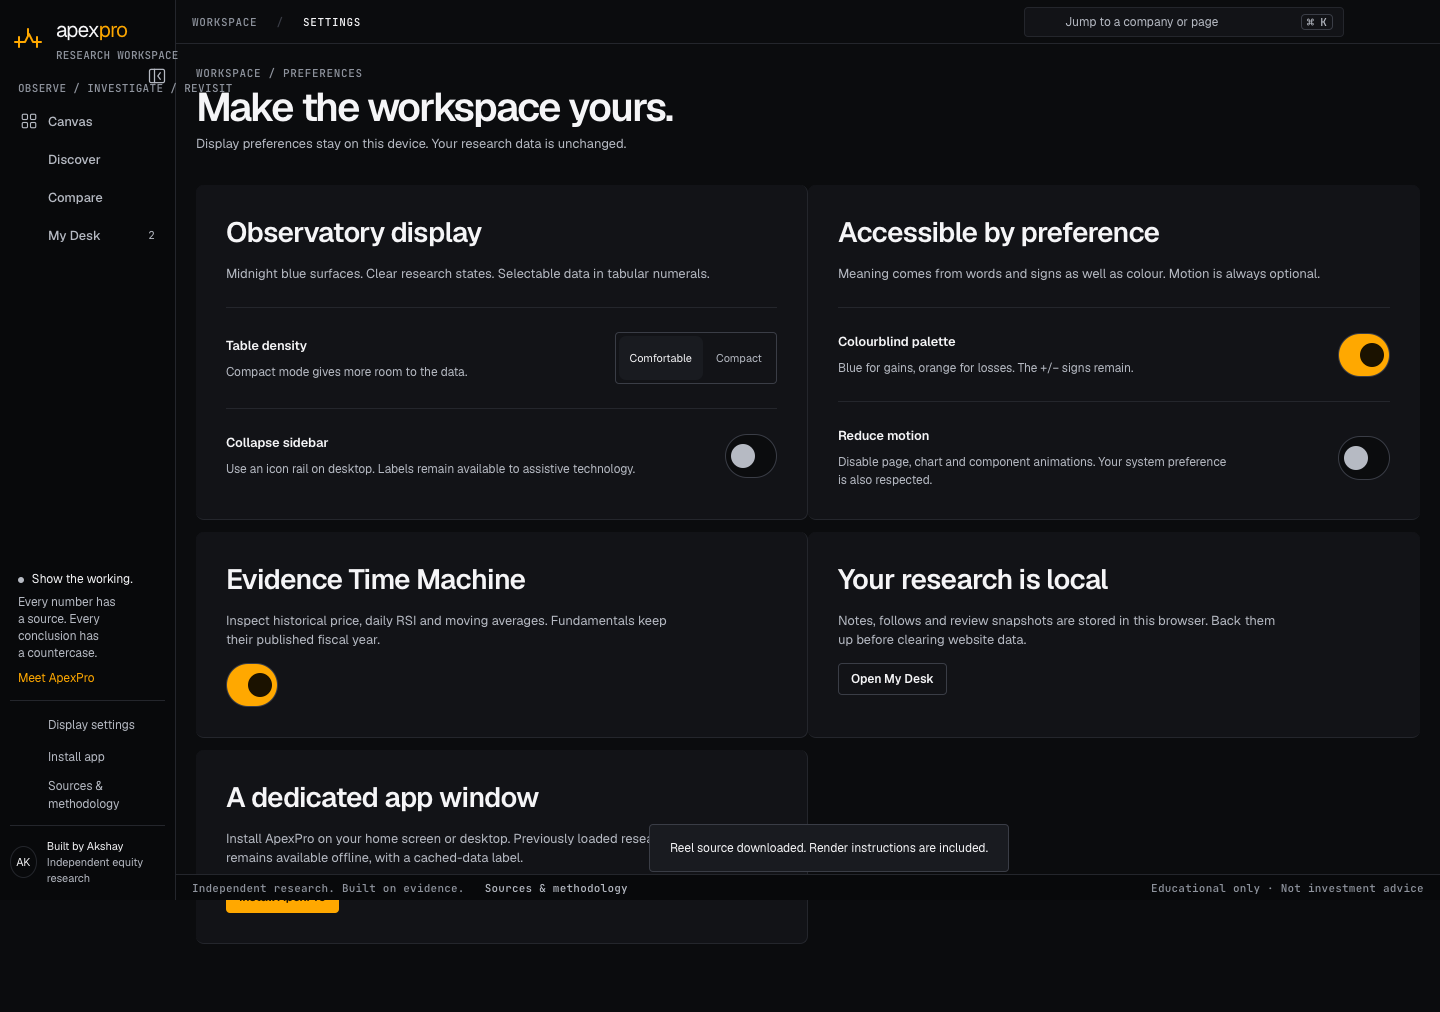 apexpro
RESEARCH WORKSPACE
OBSERVE / INVESTIGATE / REVISIT
Canvas
Discover
Compare
My Desk 2
Show the working.
Every number has
a source. Every
conclusion has
a countercase.
Meet ApexPro
Display settings
Install app
Sources &
methodology
AK
Built by Akshay
Independent equity
research
WORKSPACE / SETTINGS
Jump to a company or page ⌘ K
WORKSPACE / PREFERENCES
Make the workspace yours.
Display preferences stay on this device. Your research data is unchanged.
Observatory display
Midnight blue surfaces. Clear research states. Selectable data in tabular numerals.
Table density
Compact mode gives more room to the data.
Comfortable Compact
Collapse sidebar
Use an icon rail on desktop. Labels remain available to assistive technology.
Accessible by preference
Meaning comes from words and signs as well as colour. Motion is always optional.
Colourblind palette
Blue for gains, orange for losses. The +/− signs remain.
Reduce motion
Disable page, chart and component animations. Your system preference
is also respected.
Evidence Time Machine
Inspect historical price, daily RSI and moving averages. Fundamentals keep
their published fiscal year.
Your research is local
Notes, follows and review snapshots are stored in this browser. Back them
up before clearing website data.
Open My Desk
A dedicated app window
Install ApexPro on your home screen or desktop. Previously loaded
remains available offline, with a cached-data label.
Reel source downloaded. Render instructions are included.
Independent research. Built on evidence. Sources & methodology
Educational only · Not investment advice